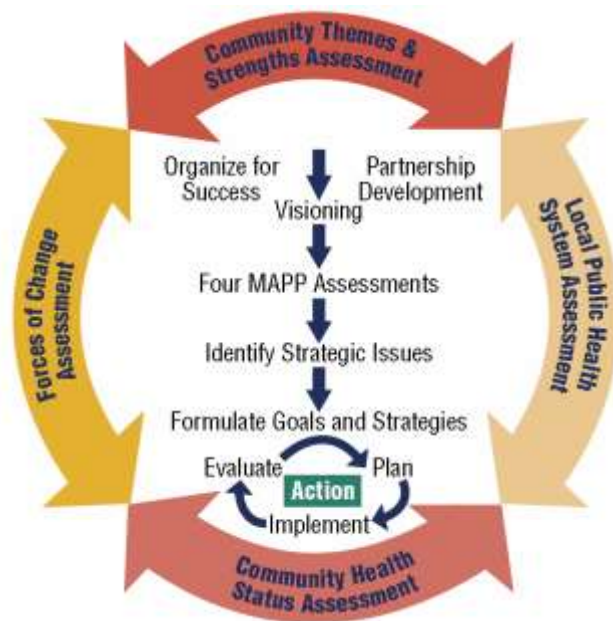 Community Themes &
Strengths Assessment
Organize for
Success
Partnership
Development
Visioning
Four MAPP Assessments
Identify Strategic Issues
Formulate Goals and Strategies
Evaluate
Plan
Action
Implement
Forces of Change
Assessment
Local Public Health
System Assessment
Community Health
Status Assessment